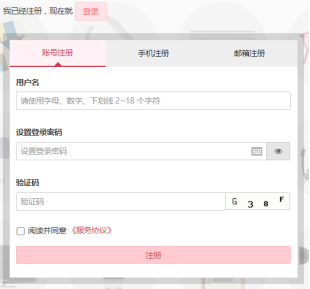 我已经注册，现在就 登录
账号注册 手机注册 邮箱注册
用户名
请使用字母、数字、下划线 2~18 个字符
设置登录密码
设置登录密码
验证码
验证码 G 3 8 F
阅读并同意 《服务协议》
注册